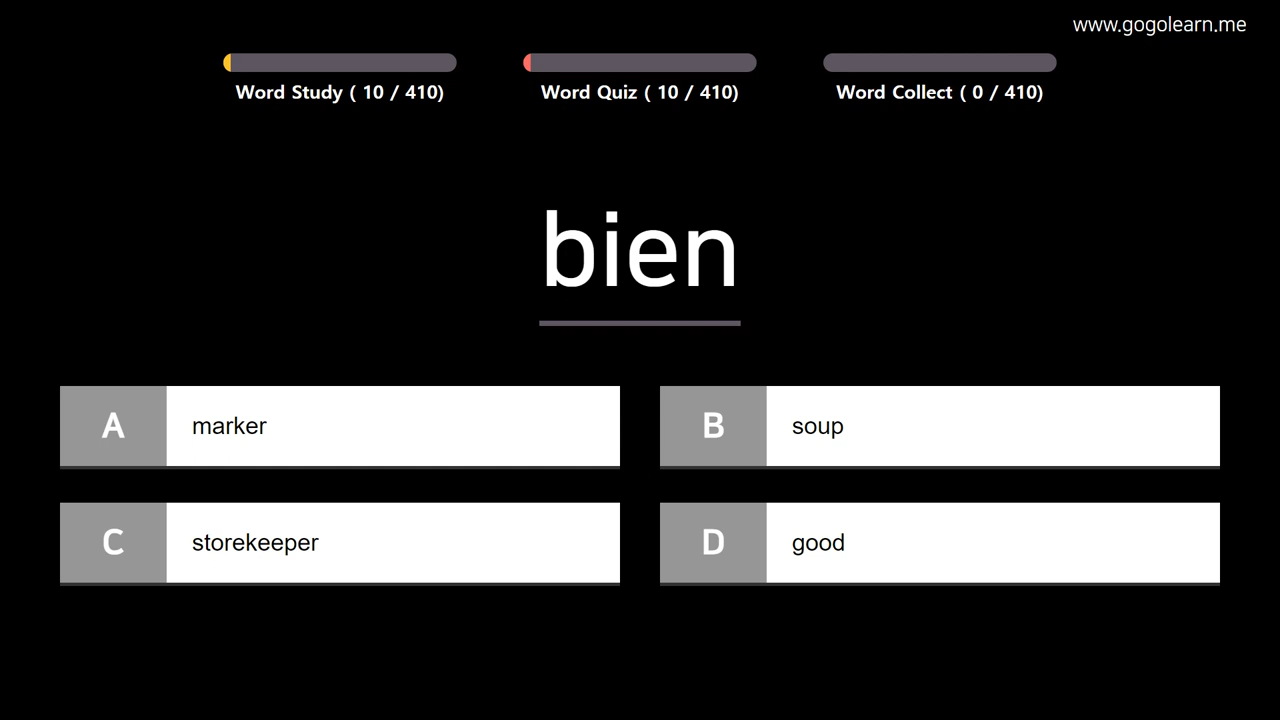 www.gogolearn.me
Word Study ( 10 / 410)
Word Quiz ( 10 / 410)
Word Collect ( 0 / 410)
bien
A marker
B soup
C storekeeper
D good